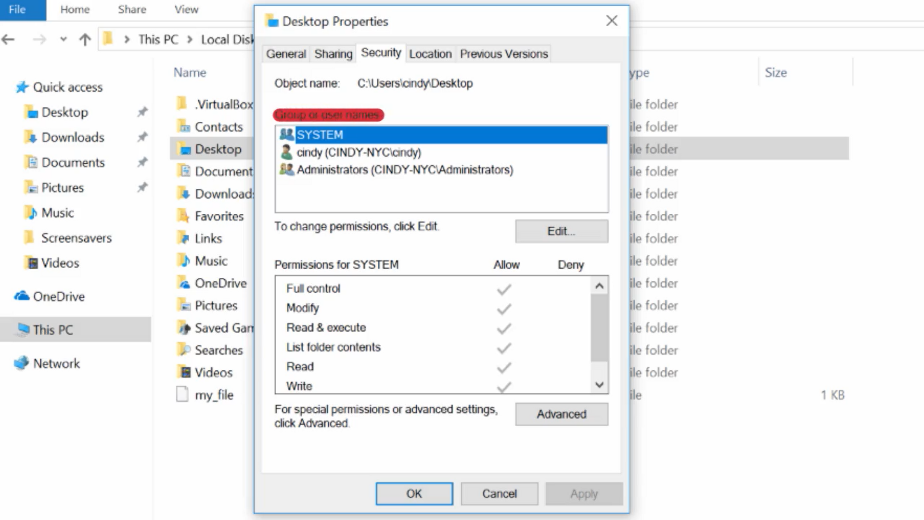 File Home Share View
Desktop Properties
This PC Local Disk
General Sharing Security Location Previous Versions
Object name: C:\Users\cindy\Desktop
Group or user names:
SYSTEM
cindy (CINDY-NYC\cindy)
Administrators (CINDY-NYC\Administrators)
To change permissions, click Edit.
Edit...
Permissions for SYSTEM Allow Deny
Full control
Modify
Read & execute
List folder contents
Read
Write
For special permissions or advanced settings,
click Advanced.
Advanced
OK Cancel Apply
Quick access
Desktop
Downloads
Documents
Pictures
Music
Screensavers
Videos
OneDrive
This PC
Network
Name
.VirtualBox
Contacts
Desktop
Document
Download
Favorites
Links
Music
OneDrive
Pictures
Saved Gam
Searches
Videos
my_file
ype Size
ile folder
ile folder
ile folder
ile folder
ile folder
ile folder
ile folder
ile folder
ile folder
ile folder
ile folder
ile folder
ile folder
ile 1 KB